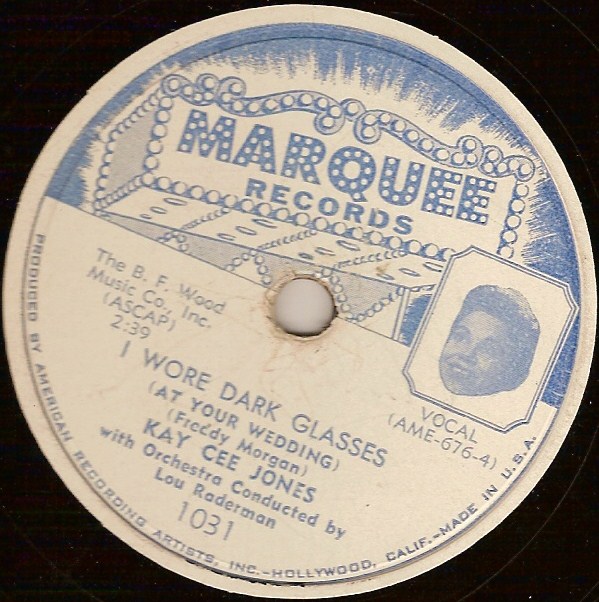 MARQUEE
RECORDS
The B. F. Wood
Music Co., Inc.
(ASCAP)
2:39
VOCAL
(AME-676-4)
I WORE DARK GLASSES
(AT YOUR WEDDING)
(Freddy Morgan)
KAY CEE JONES
with Orchestra Conducted by
Lou Raderman
1031
PRODUCED BY AMERICAN RECORDING ARTISTS, INC.-HOLLYWOOD, CALIF.-MADE IN U.S.A.